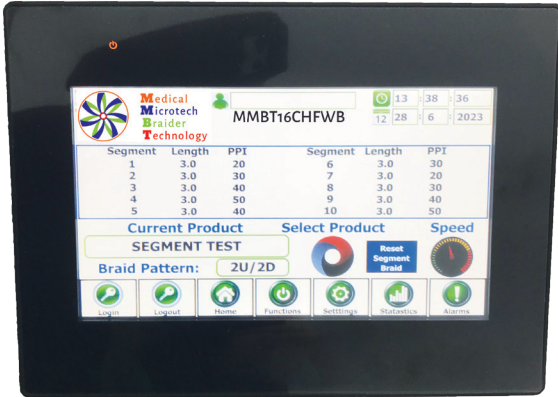 Medical
Microtech
Braider
Technology
MMBT16CHFWB
13 : 38 : 36
12 28 : 6 : 2023
Segment Length PPI Segment Length PPI
1 3.0 20 6 3.0 30
2 3.0 30 7 3.0 20
3 3.0 40 8 3.0 30
4 3.0 50 9 3.0 40
5 3.0 40 10 3.0 50
Current Product Select Product Speed
SEGMENT TEST
Reset
Segment
Braid
Braid Pattern: 2U/2D
Login Logout Home Functions Setttings Statastics Alarms